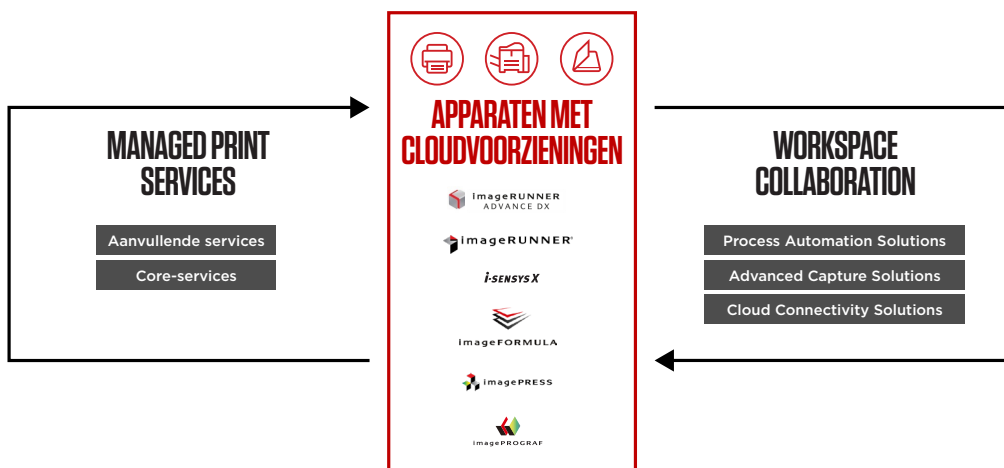 MANAGED PRINT
SERVICES
Aanvullende services
Core-services
APPARATEN MET
CLOUDVOORZIENINGEN
imageRUNNER
ADVANCE DX
imageRUNNER®
i-SENSYS X
imageFORMULA
imagePRESS
imagePROGRAF
WORKSPACE
COLLABORATION
Process Automation Solutions
Advanced Capture Solutions
Cloud Connectivity Solutions